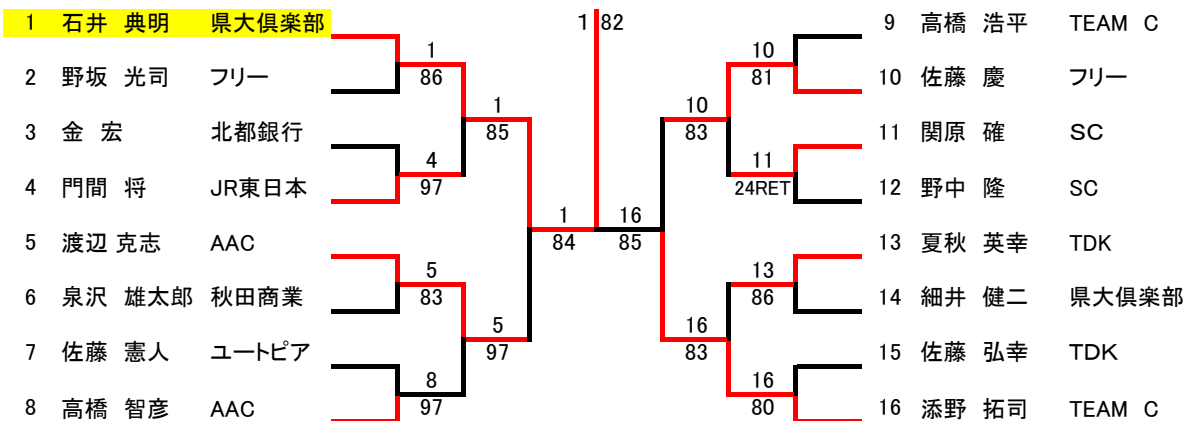 1 石井 典明 県大倶楽部
2 野坂 光司 フリー
3 金 宏 北都銀行
4 門間 将 JR東日本
5 渡辺 克志 AAC
6 泉沢 雄太郎 秋田商業
7 佐藤 憲人 ユートピア
8 高橋 智彦 AAC
1
86
4
97
5
83
8
97
1
85
5
97
1
84
1 82
16
85
10
83
16
83
10
81
11
24RET
13
86
16
80
9 高橋 浩平 TEAM C
10 佐藤 慶 フリー
11 関原 確 SC
12 野中 隆 SC
13 夏秋 英幸 TDK
14 細井 健二 県大倶楽部
15 佐藤 弘幸 TDK
16 添野 拓司 TEAM C